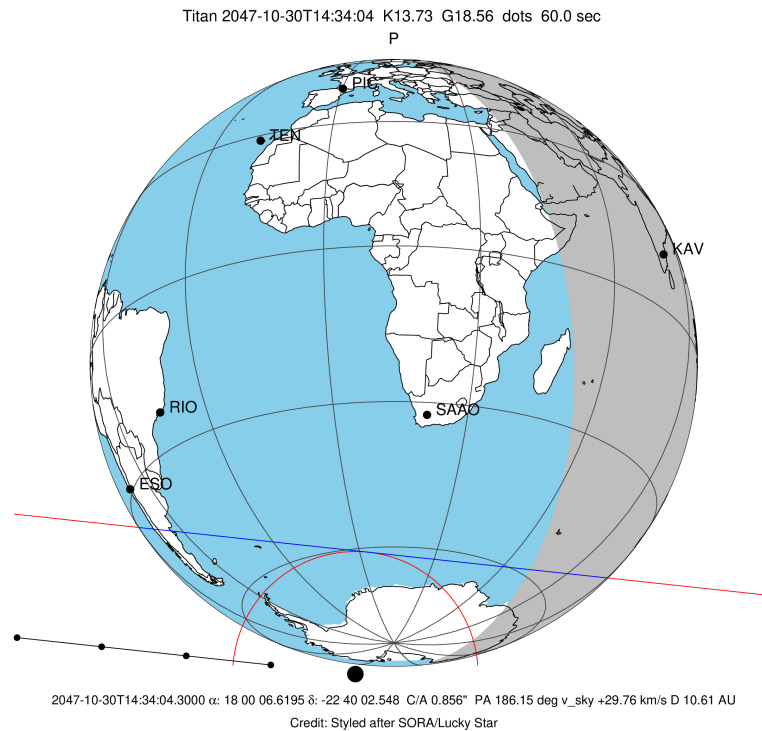 Titan 2047-10-30T14:34:04 K13.73 G18.56 dots 60.0 sec
P
PIC
TEN
KAV
RIO
SAAO
ESO
2047-10-30T14:34:04.3000 α: 18 00 06.6195 δ: -22 40 02.548 C/A 0.856" PA 186.15 deg v_sky +29.76 km/s D 10.61 AU
Credit: Styled after SORA/Lucky Star